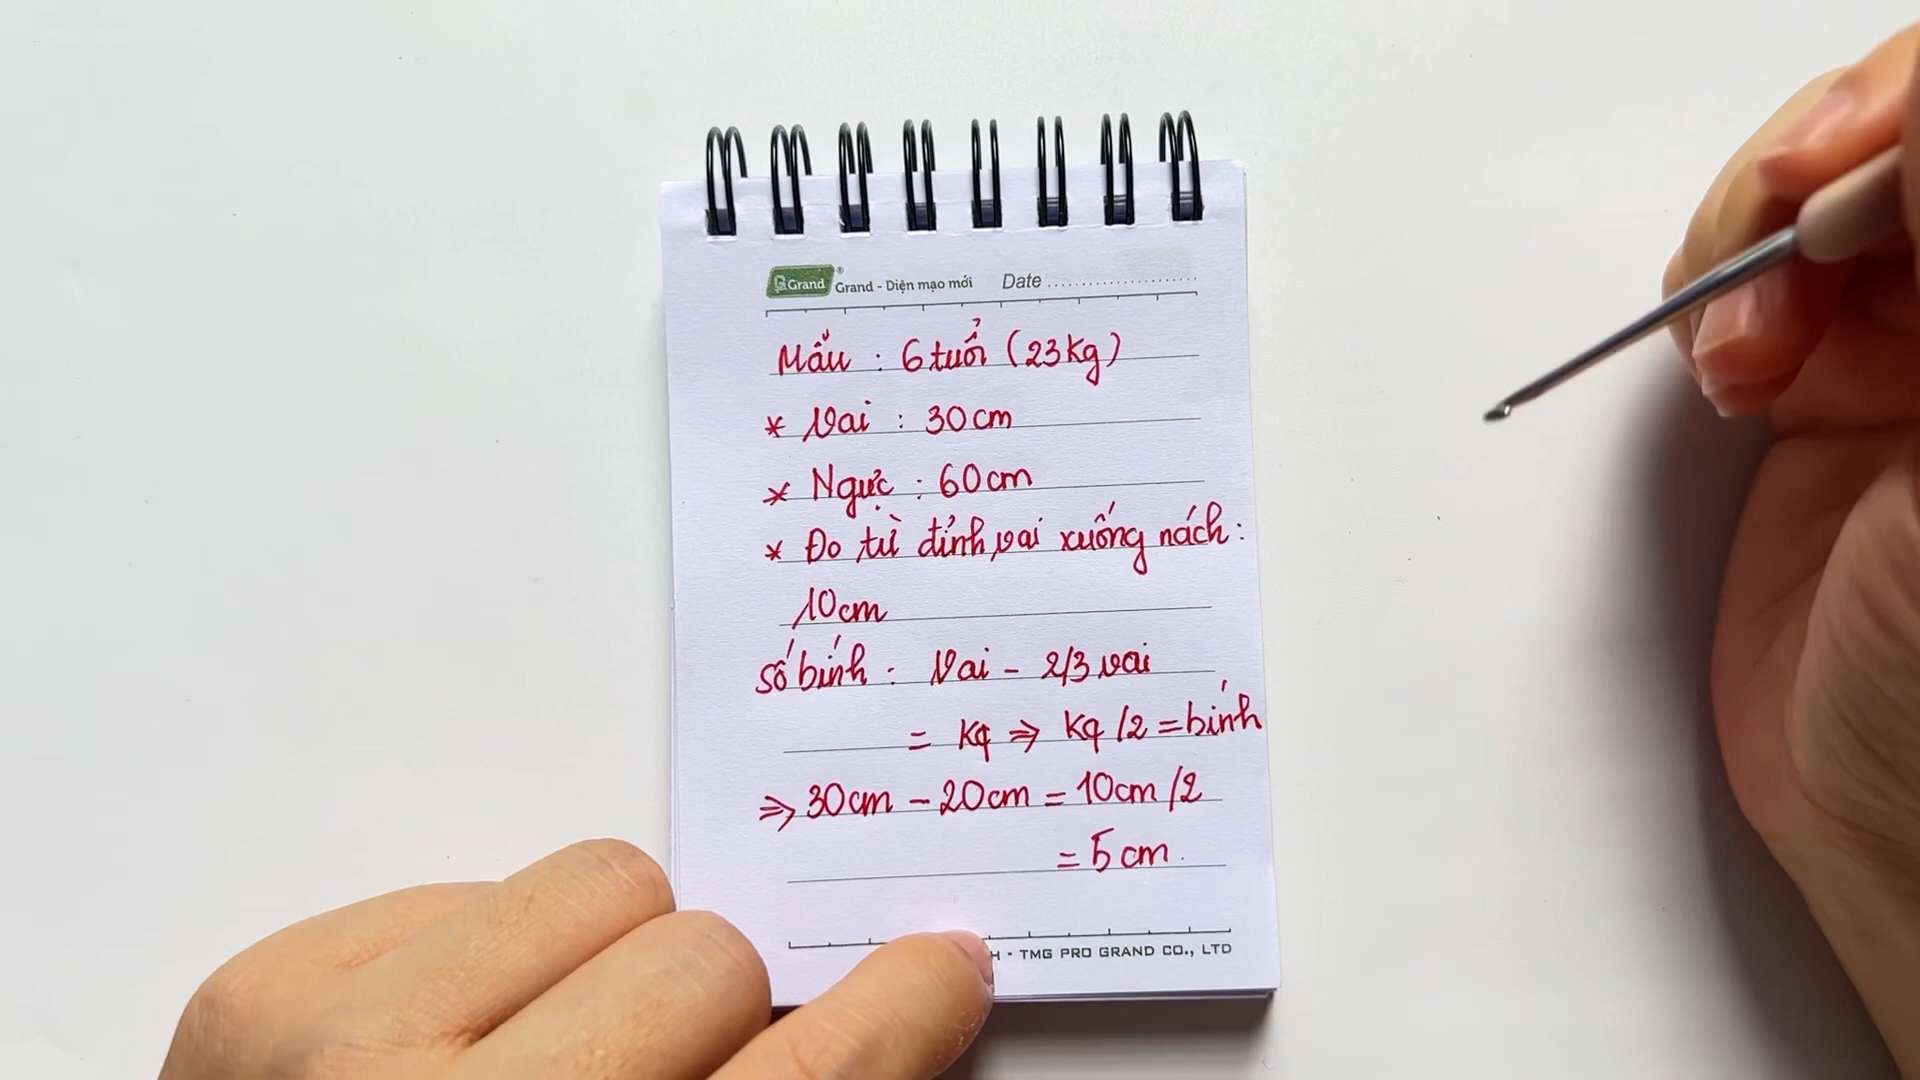 Grand® Grand - Diện mạo mới Date
Mẫu : 6 tuổi (23Kg)
* Vai : 30cm
* Ngực : 60cm
* Đo từ đỉnh vai xuống nách :
10cm
Số bính : Vai - 2/3 vai
= Kq ⇒ Kq /2 = bính
⇒ 30cm - 20cm = 10cm /2
= 5cm.
H - TMG PRO GRAND CO., LTD